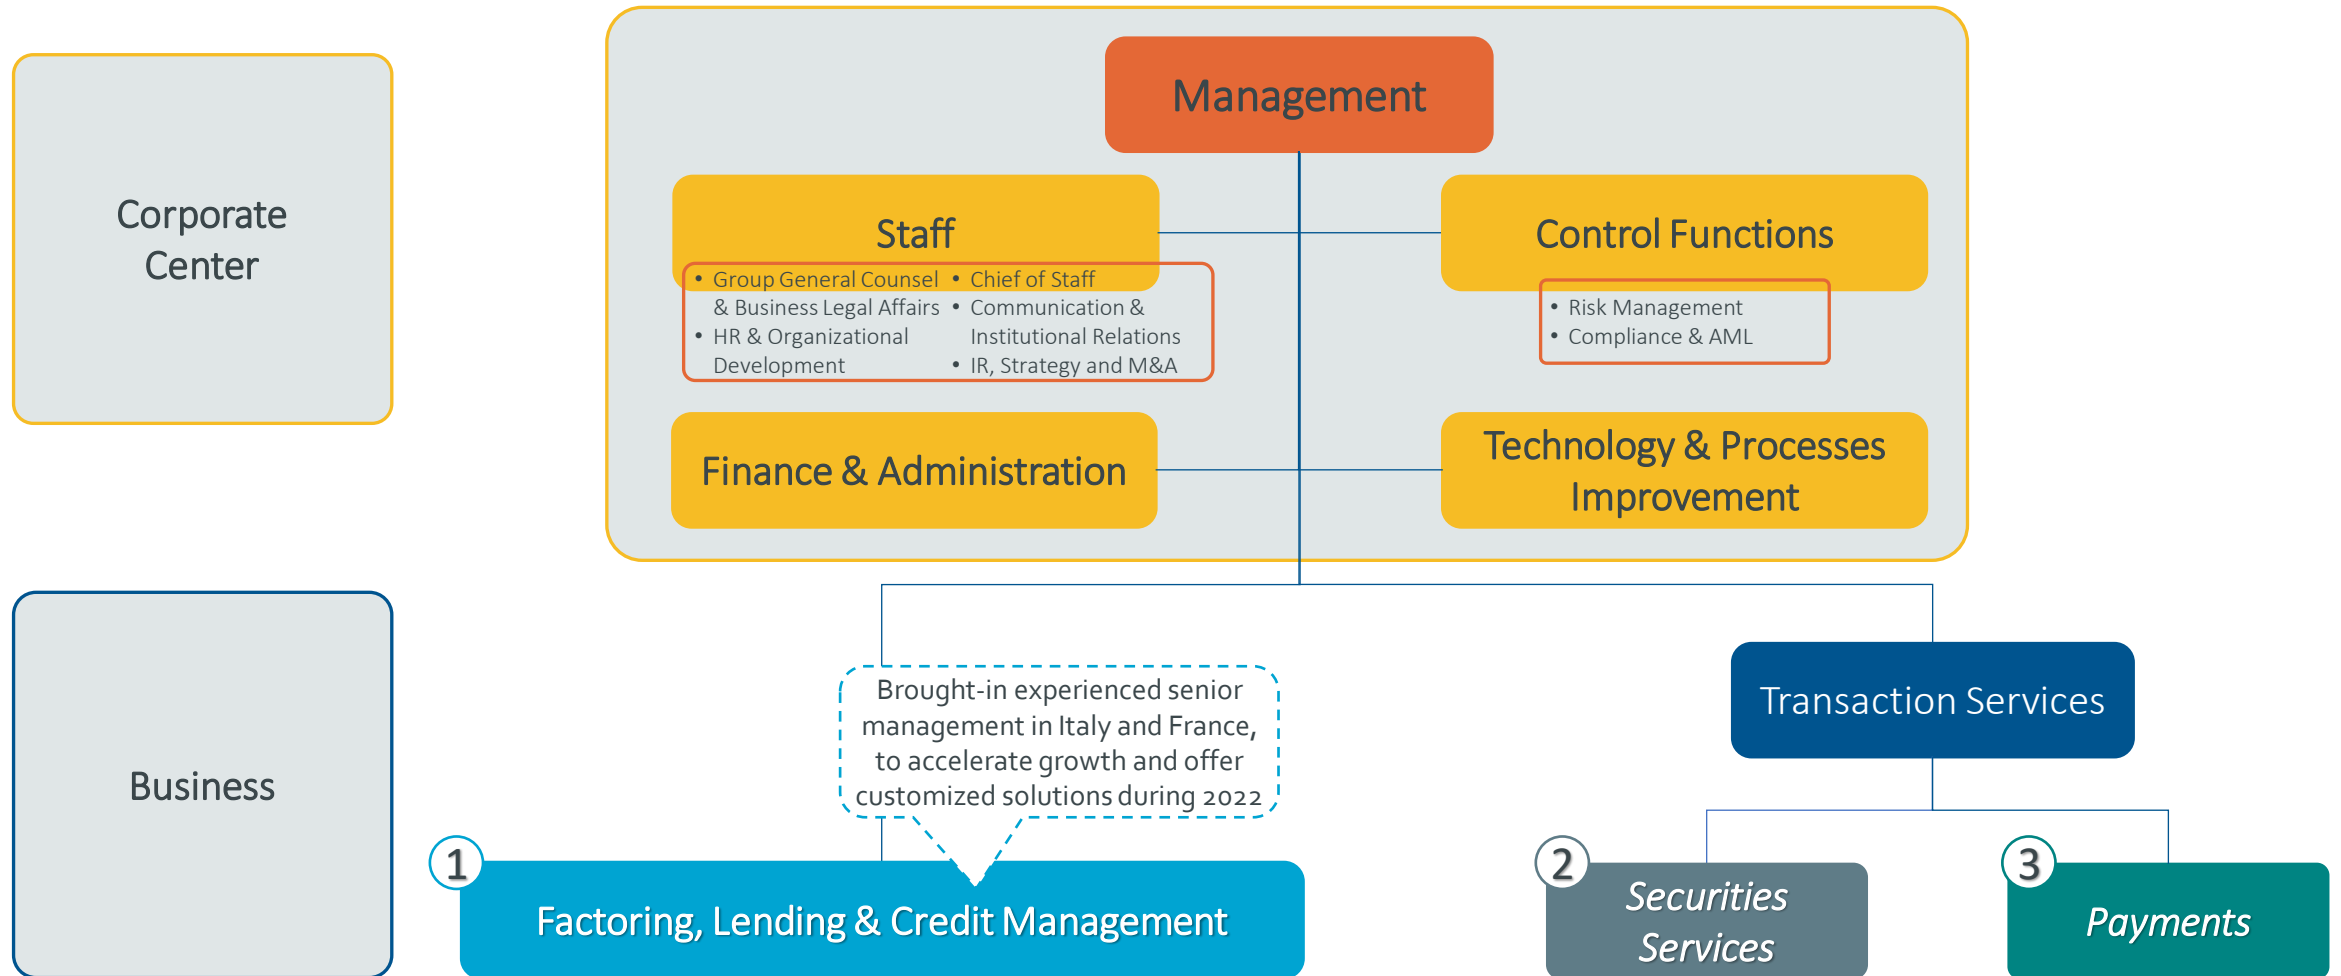 Corporate
Center
Management
Staff
• Group General Counsel
& Business Legal Affairs
• HR & Organizational
Development
• Chief of Staff
• Communication &
Institutional Relations
• IR, Strategy and M&A
Control Functions
• Risk Management
• Compliance & AML
Finance & Administration
Technology & Processes
Improvement
Business
Brought-in experienced senior
management in Italy and France,
to accelerate growth and offer
customized solutions during 2022
Transaction Services
1
Factoring, Lending & Credit Management
2
Securities
Services
3
Payments